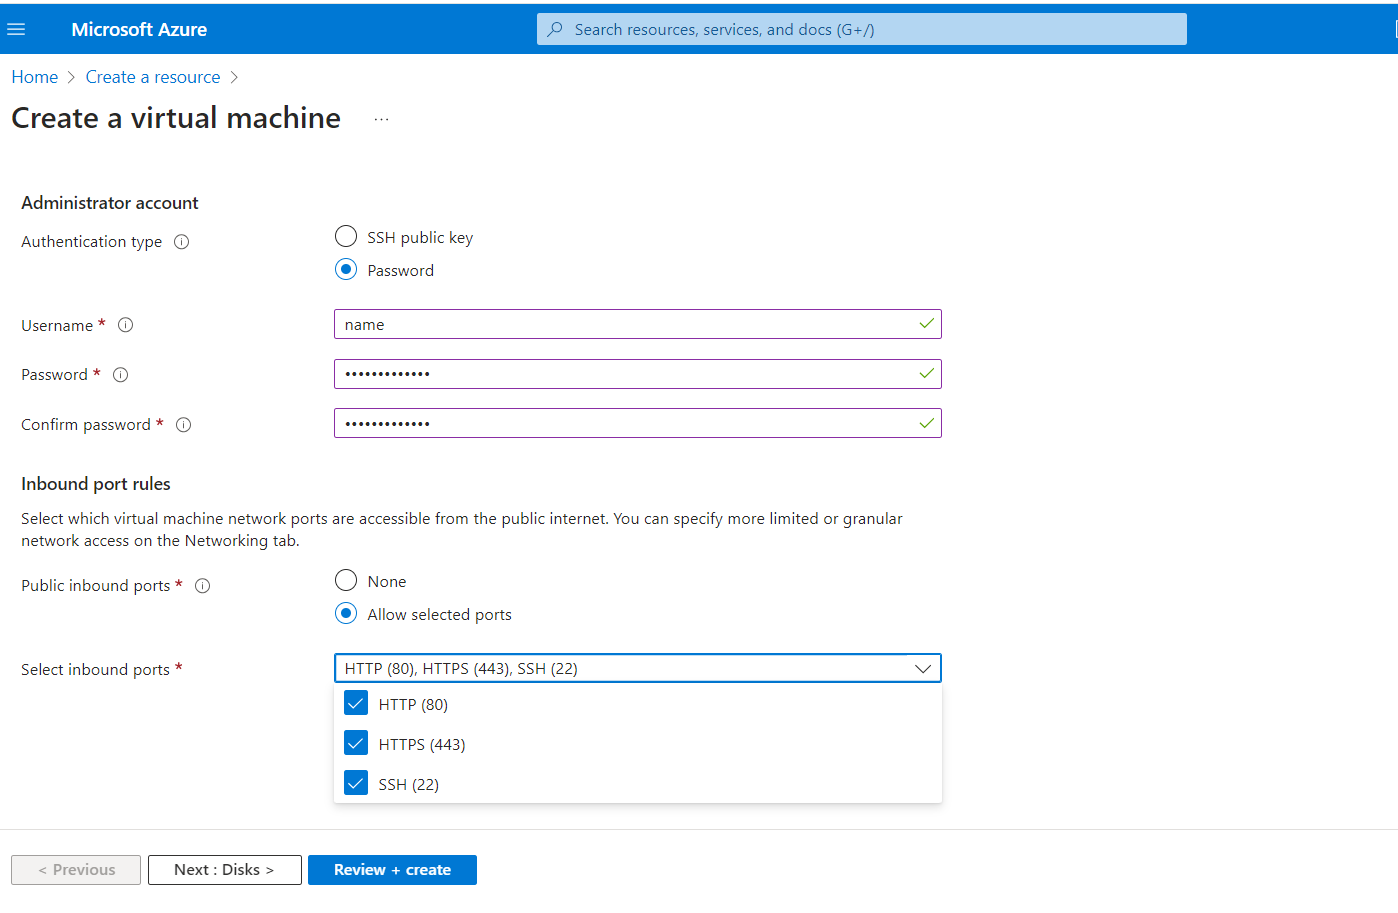 Microsoft Azure
Search resources, services, and docs (G+/)
Home > Create a resource >
Create a virtual machine ...
Administrator account
Authentication type
SSH public key
Password
Username *
name
Password *
•••••••••••••
Confirm password *
•••••••••••••
Inbound port rules
Select which virtual machine network ports are accessible from the public internet. You can specify more limited or granular
network access on the Networking tab.
Public inbound ports *
None
Allow selected ports
Select inbound ports *
HTTP (80), HTTPS (443), SSH (22)
HTTP (80)
HTTPS (443)
SSH (22)
< Previous
Next : Disks >
Review + create